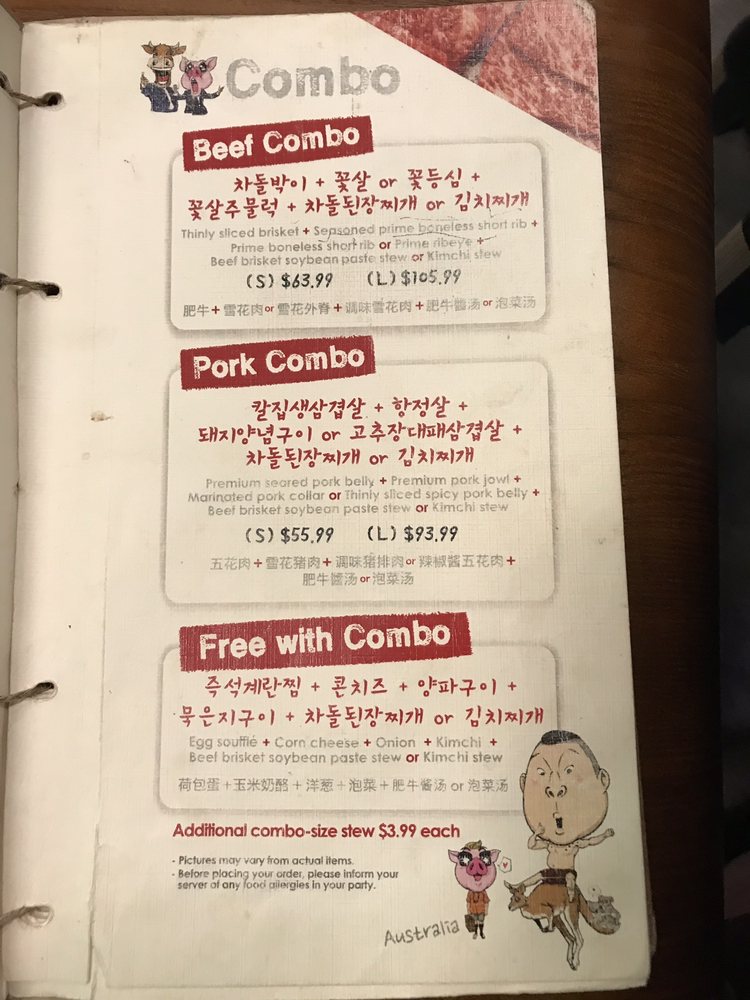 Combo
Beef Combo
차돌박이 + 꽃살 or 꽃등심 +
꽃살주물럭 + 차돌된장찌개 or 김치찌개
Thinly sliced brisket + Seasoned prime boneless short rib +
Prime boneless short rib or Prime ribeye +
Beef brisket soybean paste stew or Kimchi stew
(S) $63.99 (L) $105.99
肥牛 + 雪花肉 or 雪花外脊 + 调味雪花肉 + 肥牛醬汤 or 泡菜汤
Pork Combo
칼집생삼겹살 + 항정살 +
돼지양념구이 or 고추장대패삼겹살 +
차돌된장찌개 or 김치찌개
Premium seared pork belly + Premium pork jowl +
Marinated pork collar or Thinly sliced spicy pork belly +
Beef brisket soybean paste stew or Kimchi stew
(S) $55.99 (L) $93.99
五花肉 + 雪花豬肉 + 调味猪排肉 or 辣椒酱五花肉 +
肥牛醬汤 or 泡菜汤
Free with Combo
즉석계란찜 + 콘치즈 + 양파구이 +
묵은지구이 + 차돌된장찌개 or 김치찌개
Egg soufflé + Corn cheese + Onion + Kimchi +
Beef brisket soybean paste stew or Kimchi stew
荷包蛋 + 玉米奶酪 + 洋葱 + 泡菜 + 肥牛酱汤 or 泡菜汤
Additional combo-size stew $3.99 each
- Pictures may vary from actual items.
- Before placing your order, please inform your
server of any food allergies in your party.
Australia